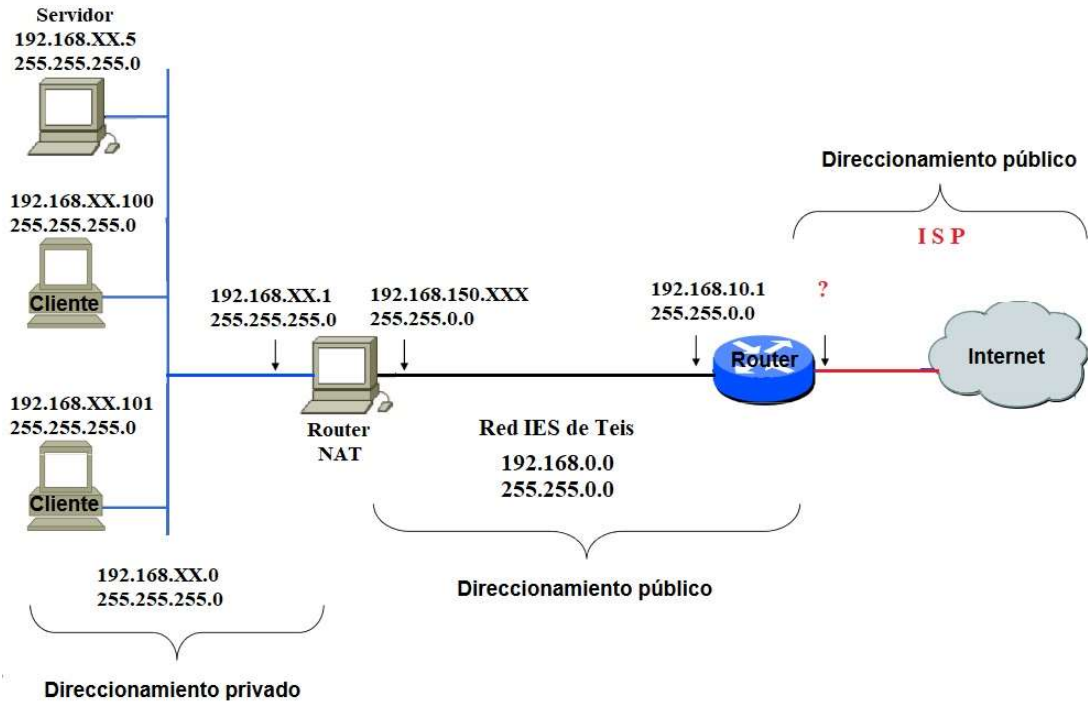 Servidor
192.168.XX.5
255.255.255.0
192.168.XX.100
255.255.255.0
Cliente
192.168.XX.101
255.255.255.0
Cliente
192.168.XX.0
255.255.255.0
Direccionamiento privado
192.168.XX.1
255.255.255.0
Router
NAT
192.168.150.XXX
255.255.0.0
Red IES de Teis
192.168.0.0
255.255.0.0
Direccionamiento público
192.168.10.1
255.255.0.0
Router
Direccionamiento público
I S P
?
Internet